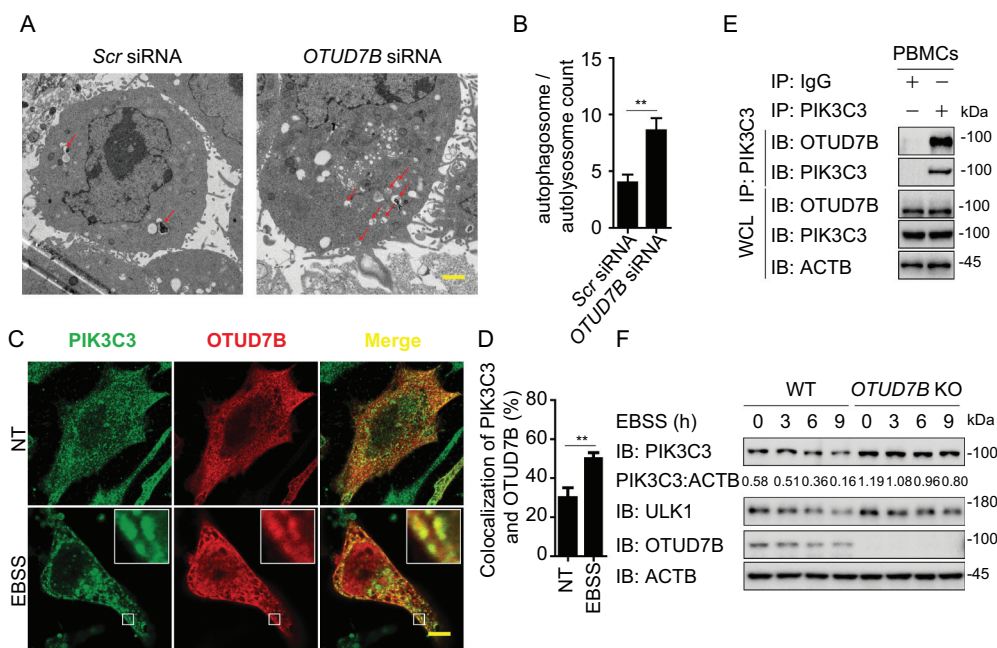 A
Scr siRNA
OTUD7B siRNA
B
autophagosome /
autolysosome count
15
10
5
0
Scr siRNA
OTUD7B siRNA
**
E
PBMCs
IP: IgG + −
IP: PIK3C3 − + kDa
IP: PIK3C3
IB: OTUD7B -100
IB: PIK3C3 -100
WCL
IB: OTUD7B -100
IB: PIK3C3 -100
IB: ACTB -45
C
PIK3C3 OTUD7B Merge
NT
EBSS
D
Colocalization of PIK3C3
and OTUD7B (%)
80
60
40
20
0
**
NT
EBSS
F
WT OTUD7B KO
EBSS (h) 0 3 6 9 0 3 6 9 kDa
IB: PIK3C3 -100
PIK3C3:ACTB 0.58 0.51 0.36 0.16 1.19 1.08 0.96 0.80
IB: ULK1 -180
IB: OTUD7B -100
IB: ACTB -45